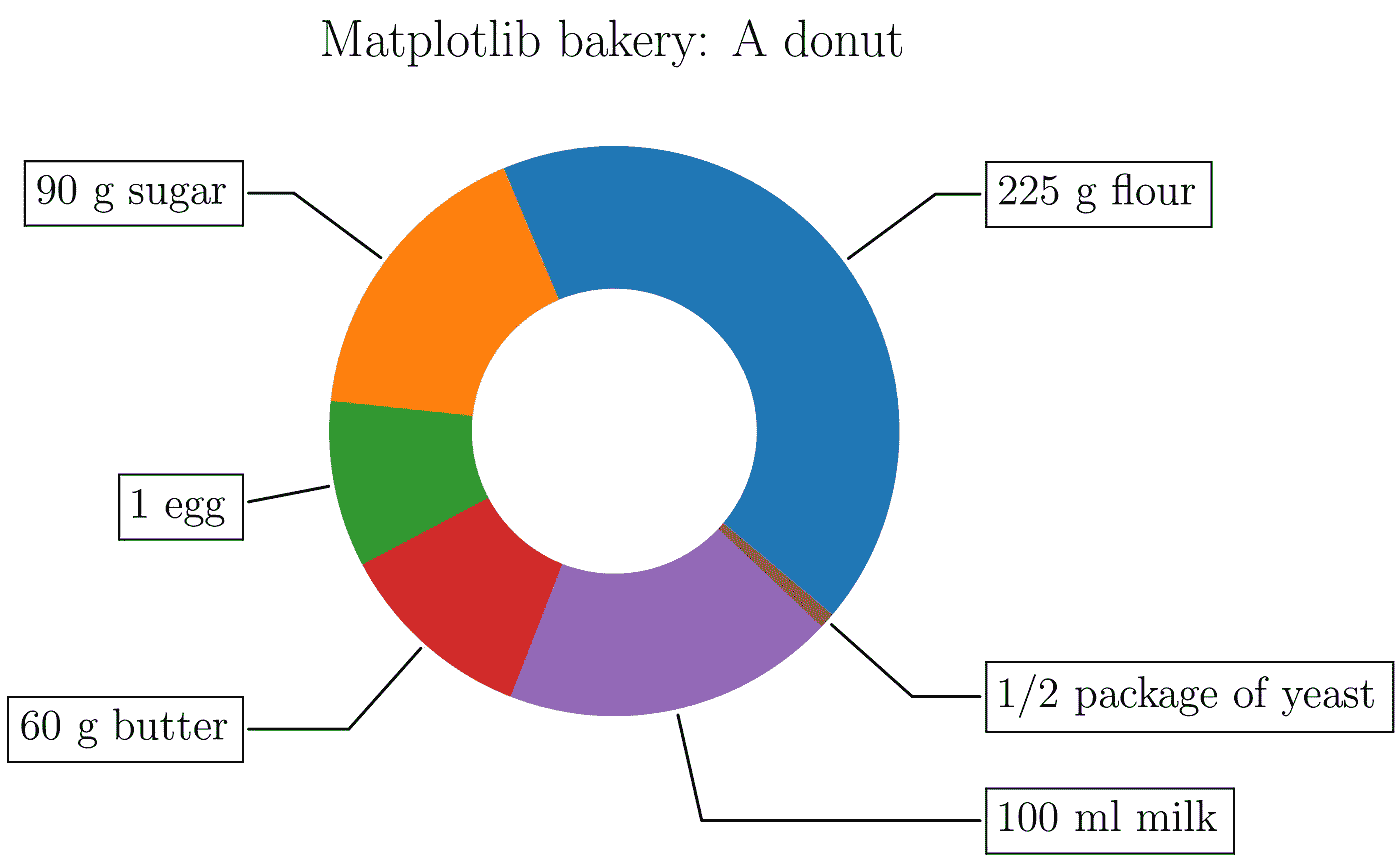 Matplotlib bakery: A donut
90 g sugar
225 g flour
1 egg
60 g butter
1/2 package of yeast
100 ml milk